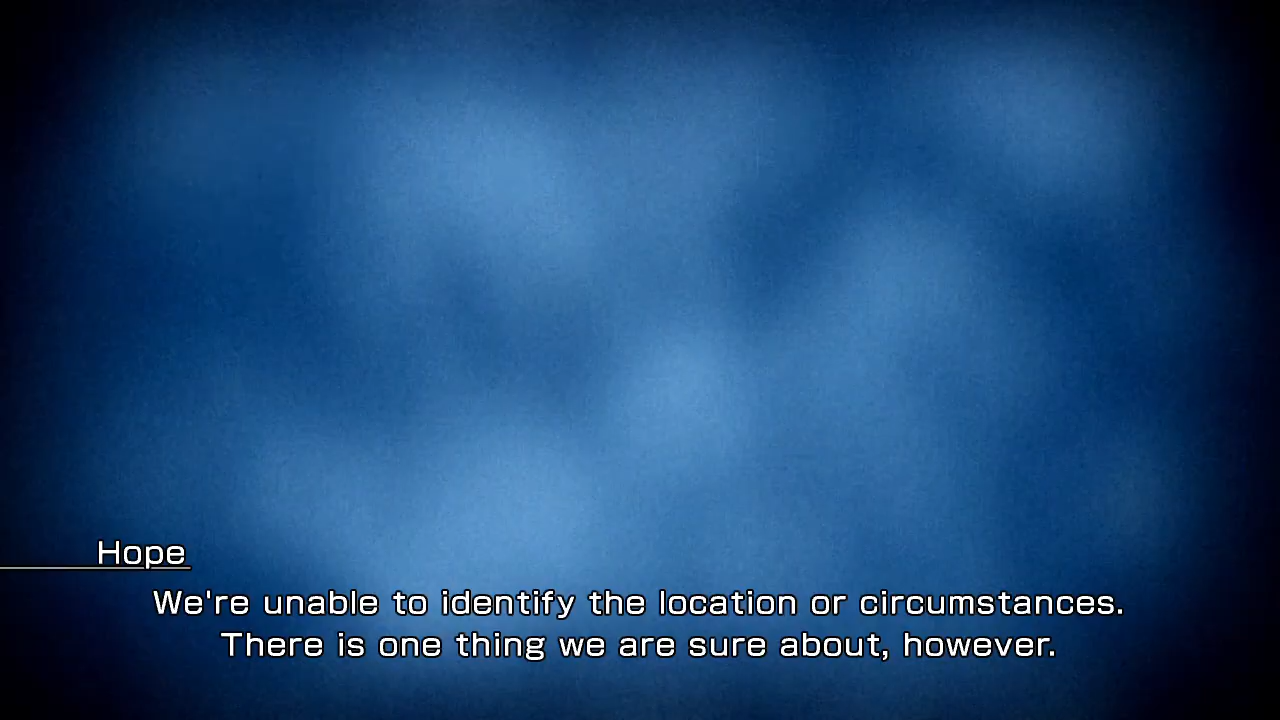 Hope
We're unable to identify the location or circumstances.
There is one thing we are sure about, however.